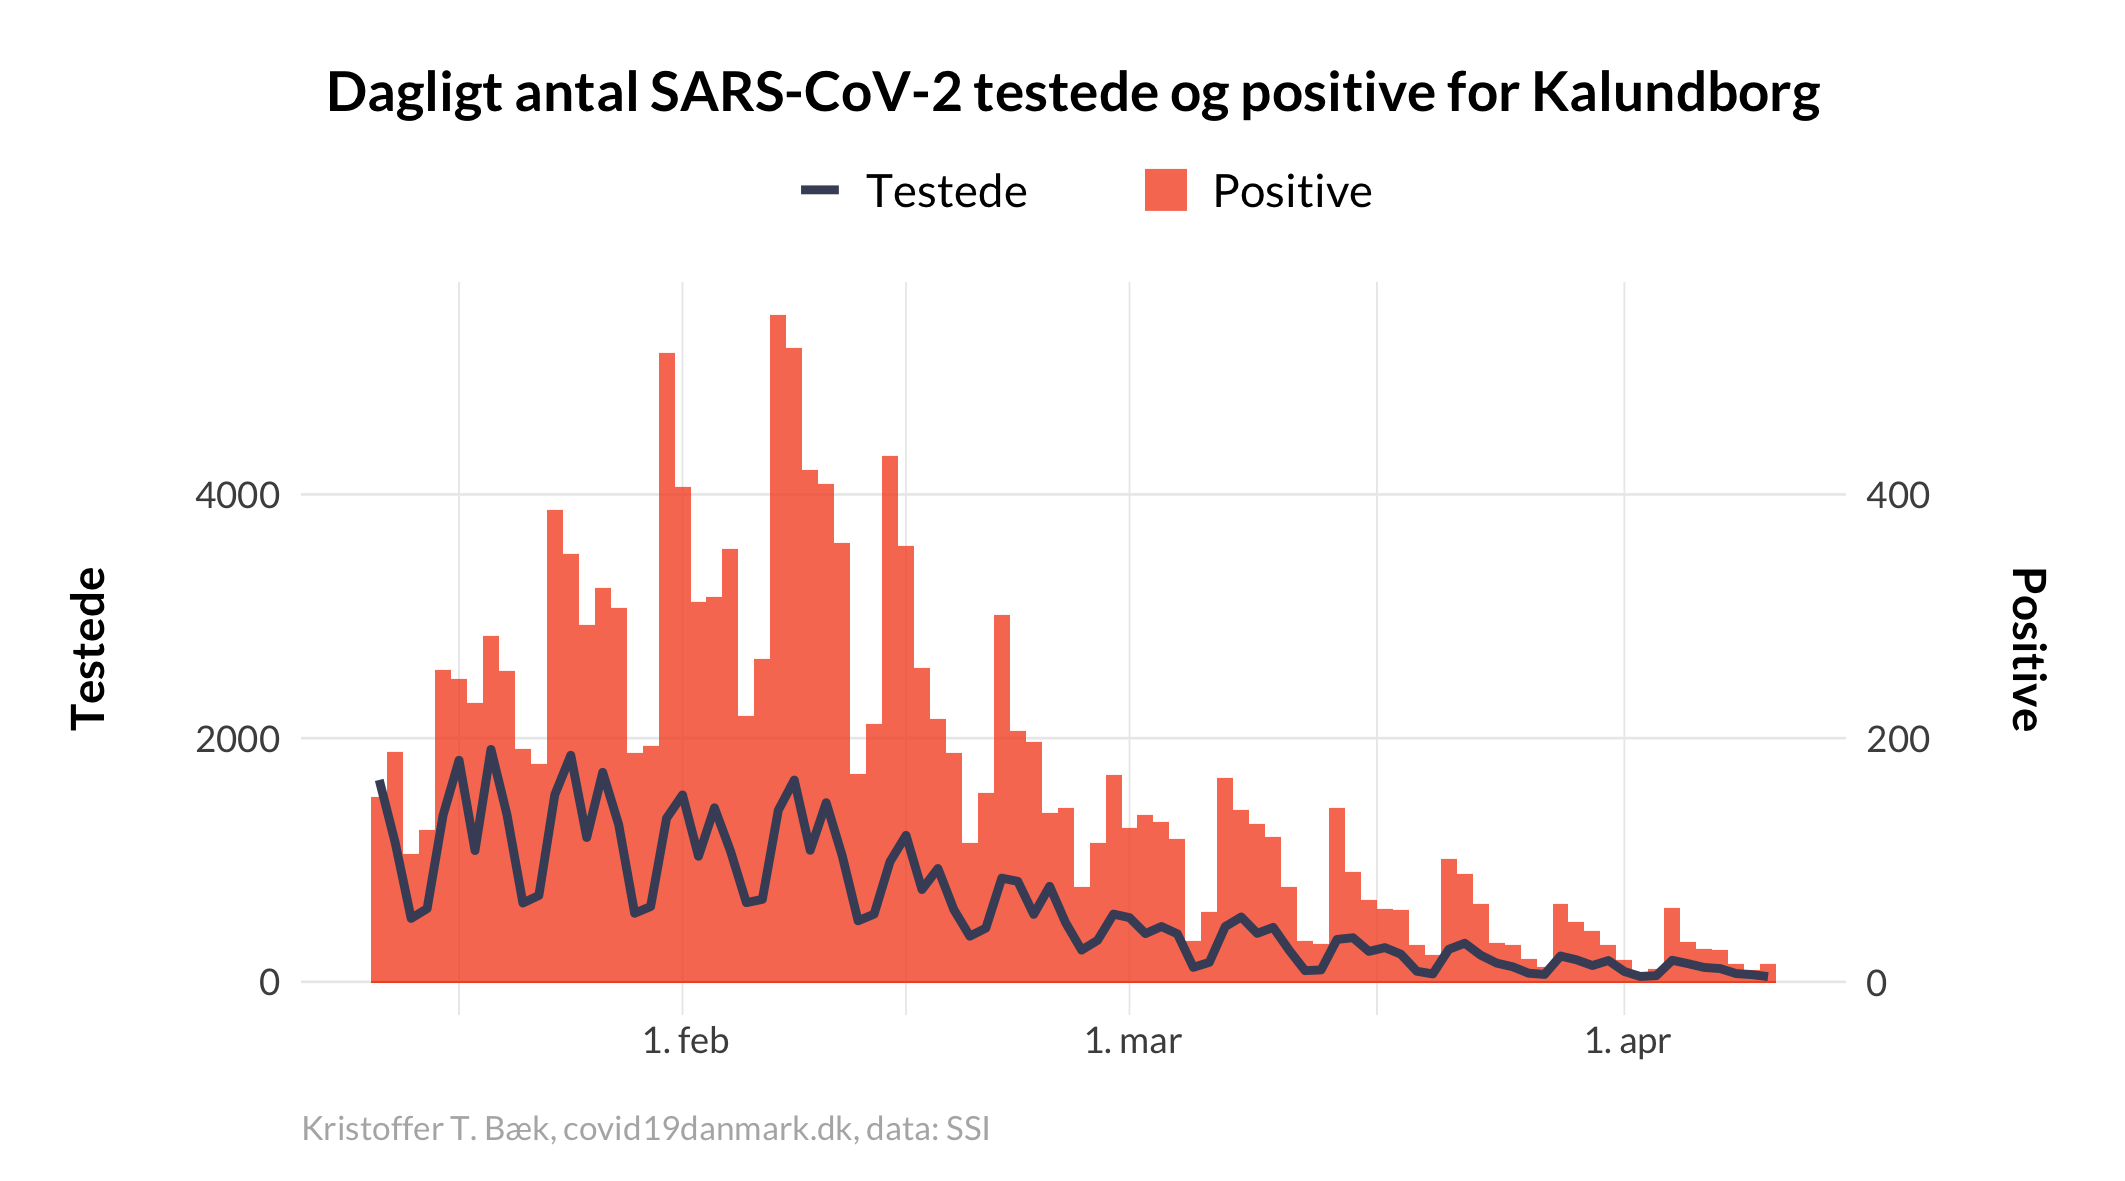 Dagligt antal SARS-CoV-2 testede og positive for Kalundborg
Testede
Positive
4000
2000
0
Testede
400
200
0
Positive
1. feb
1. mar
1. apr
Kristoffer T. Bæk, covid19danmark.dk, data: SSI